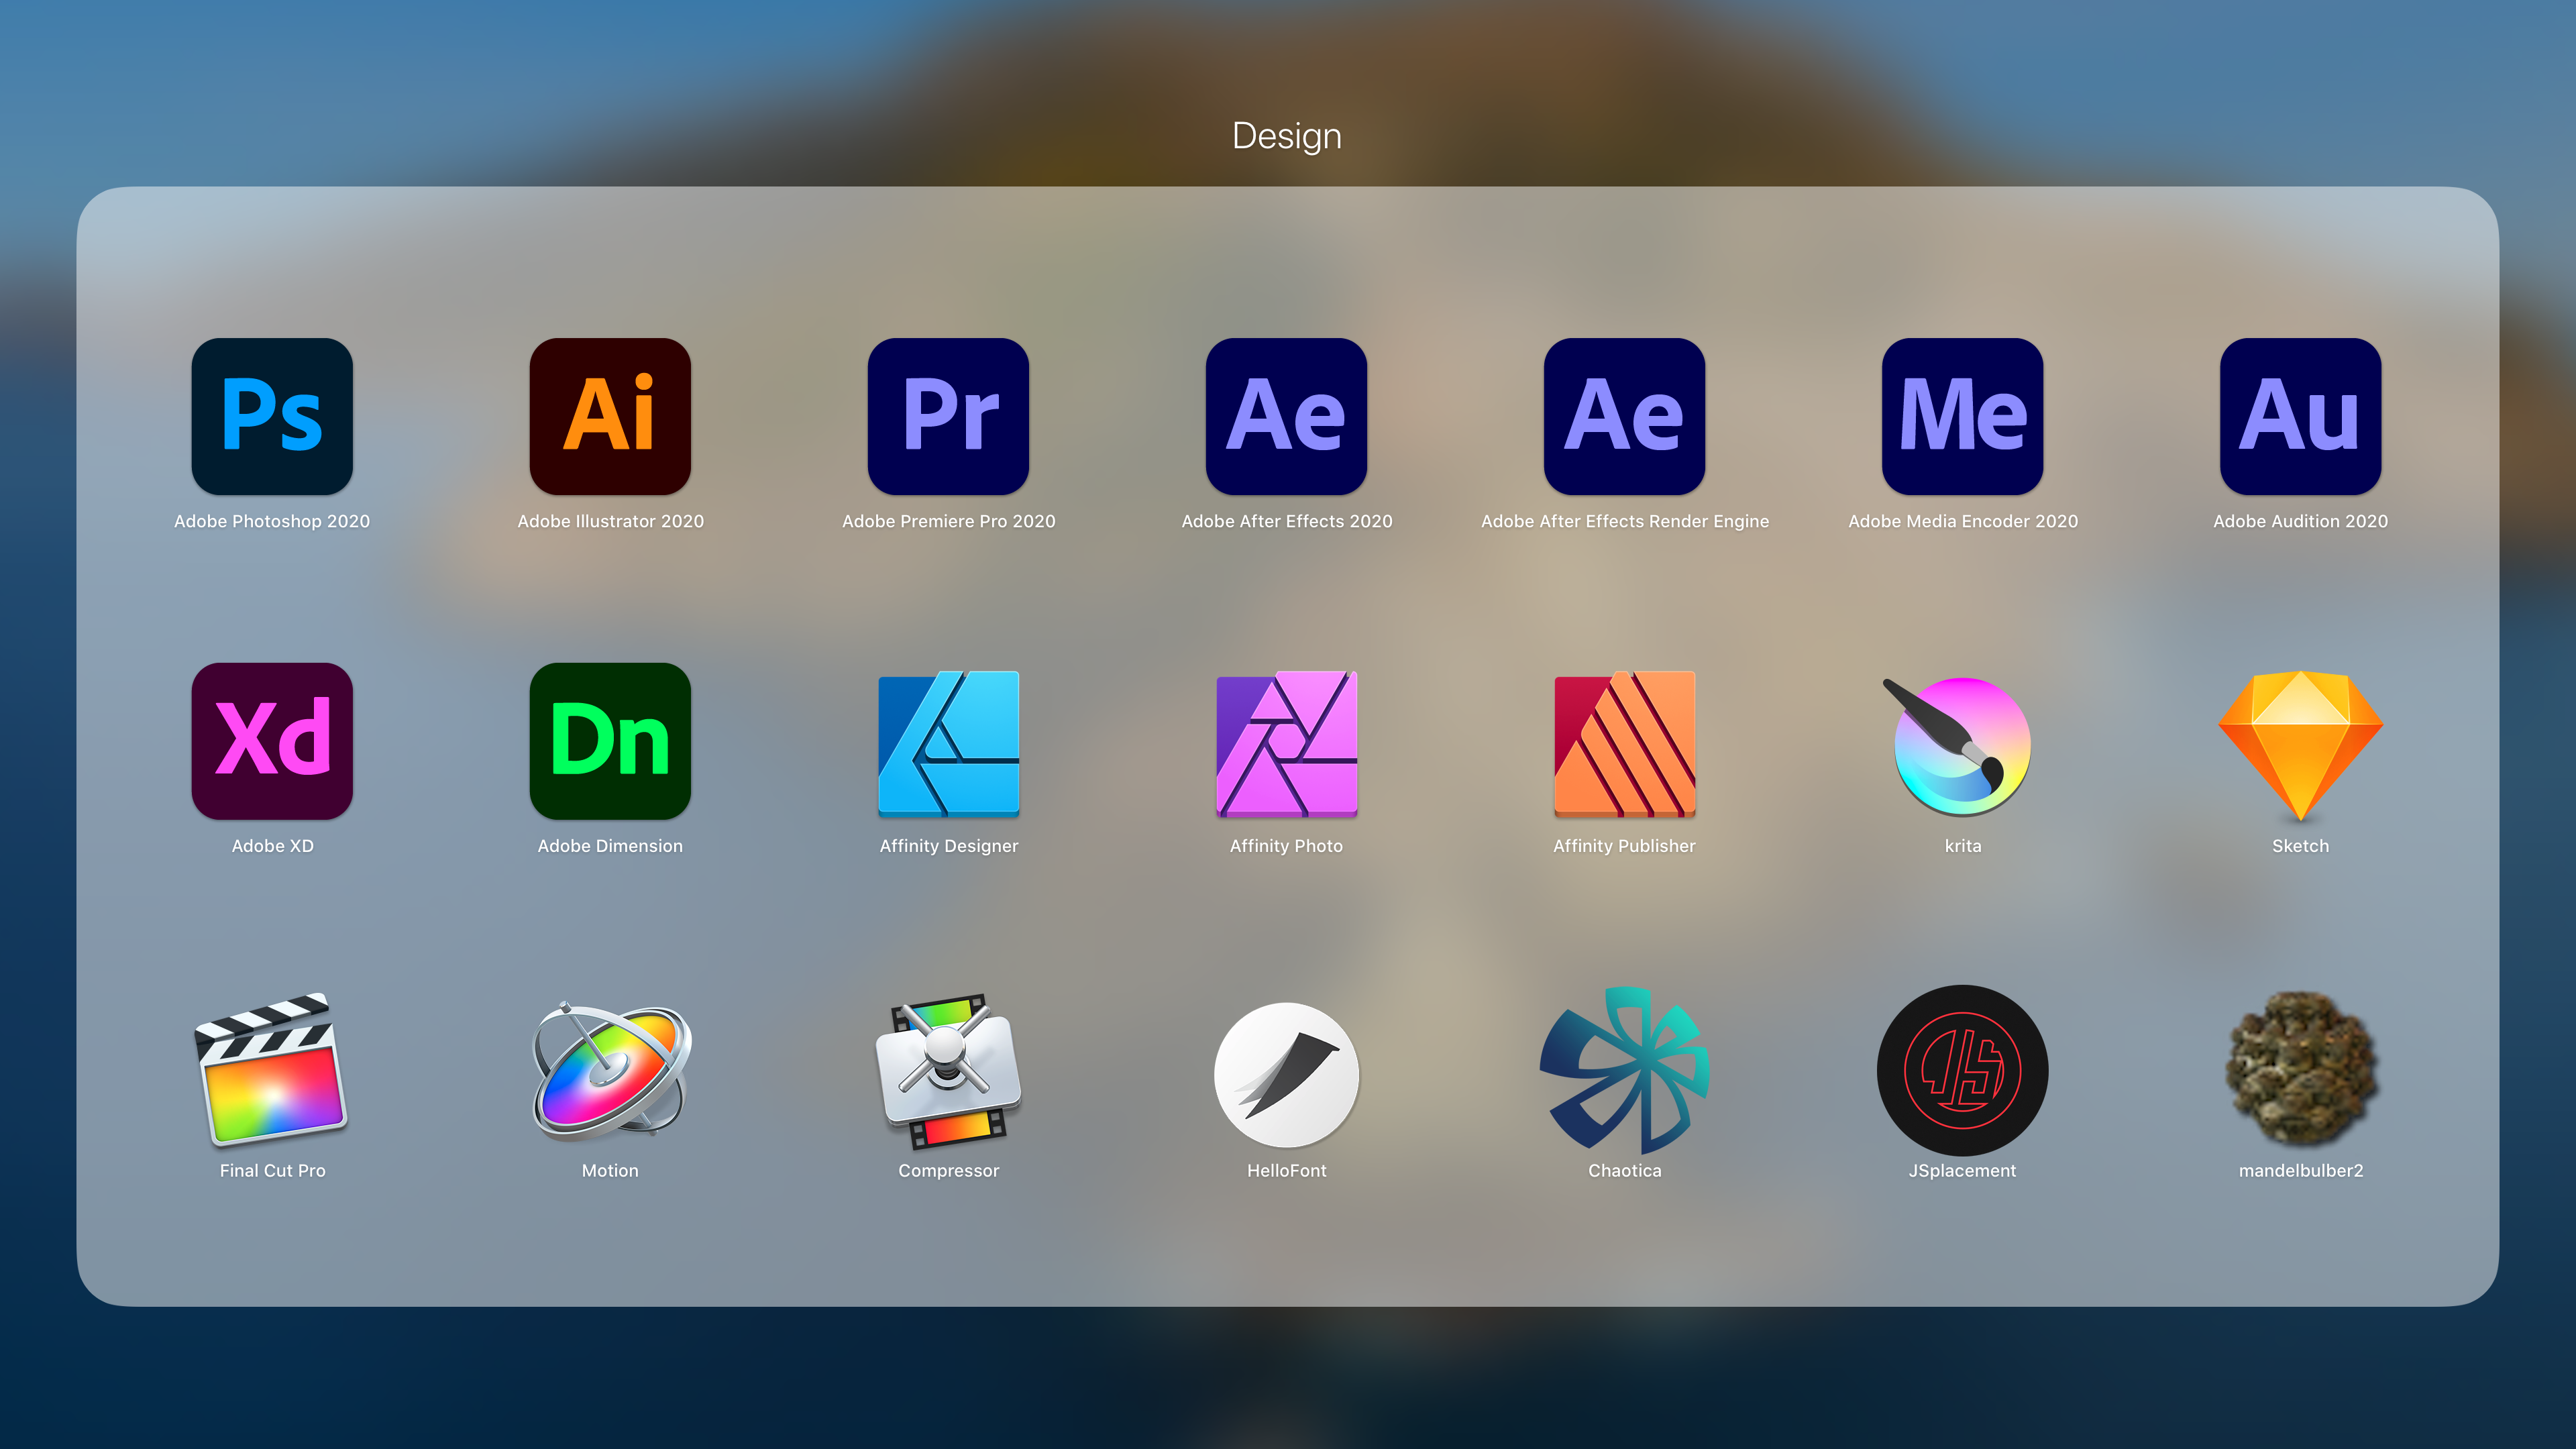 Design
Ps Ai Pr Ae Ae Me Au
Adobe Photoshop 2020 Adobe Illustrator 2020 Adobe Premiere Pro 2020 Adobe After Effects 2020 Adobe After Effects Render Engine Adobe Media Encoder 2020 Adobe Audition 2020
Xd Dn
Adobe XD Adobe Dimension Affinity Designer Affinity Photo Affinity Publisher krita Sketch
JS
Final Cut Pro Motion Compressor HelloFont Chaotica JSplacement mandelbulber2